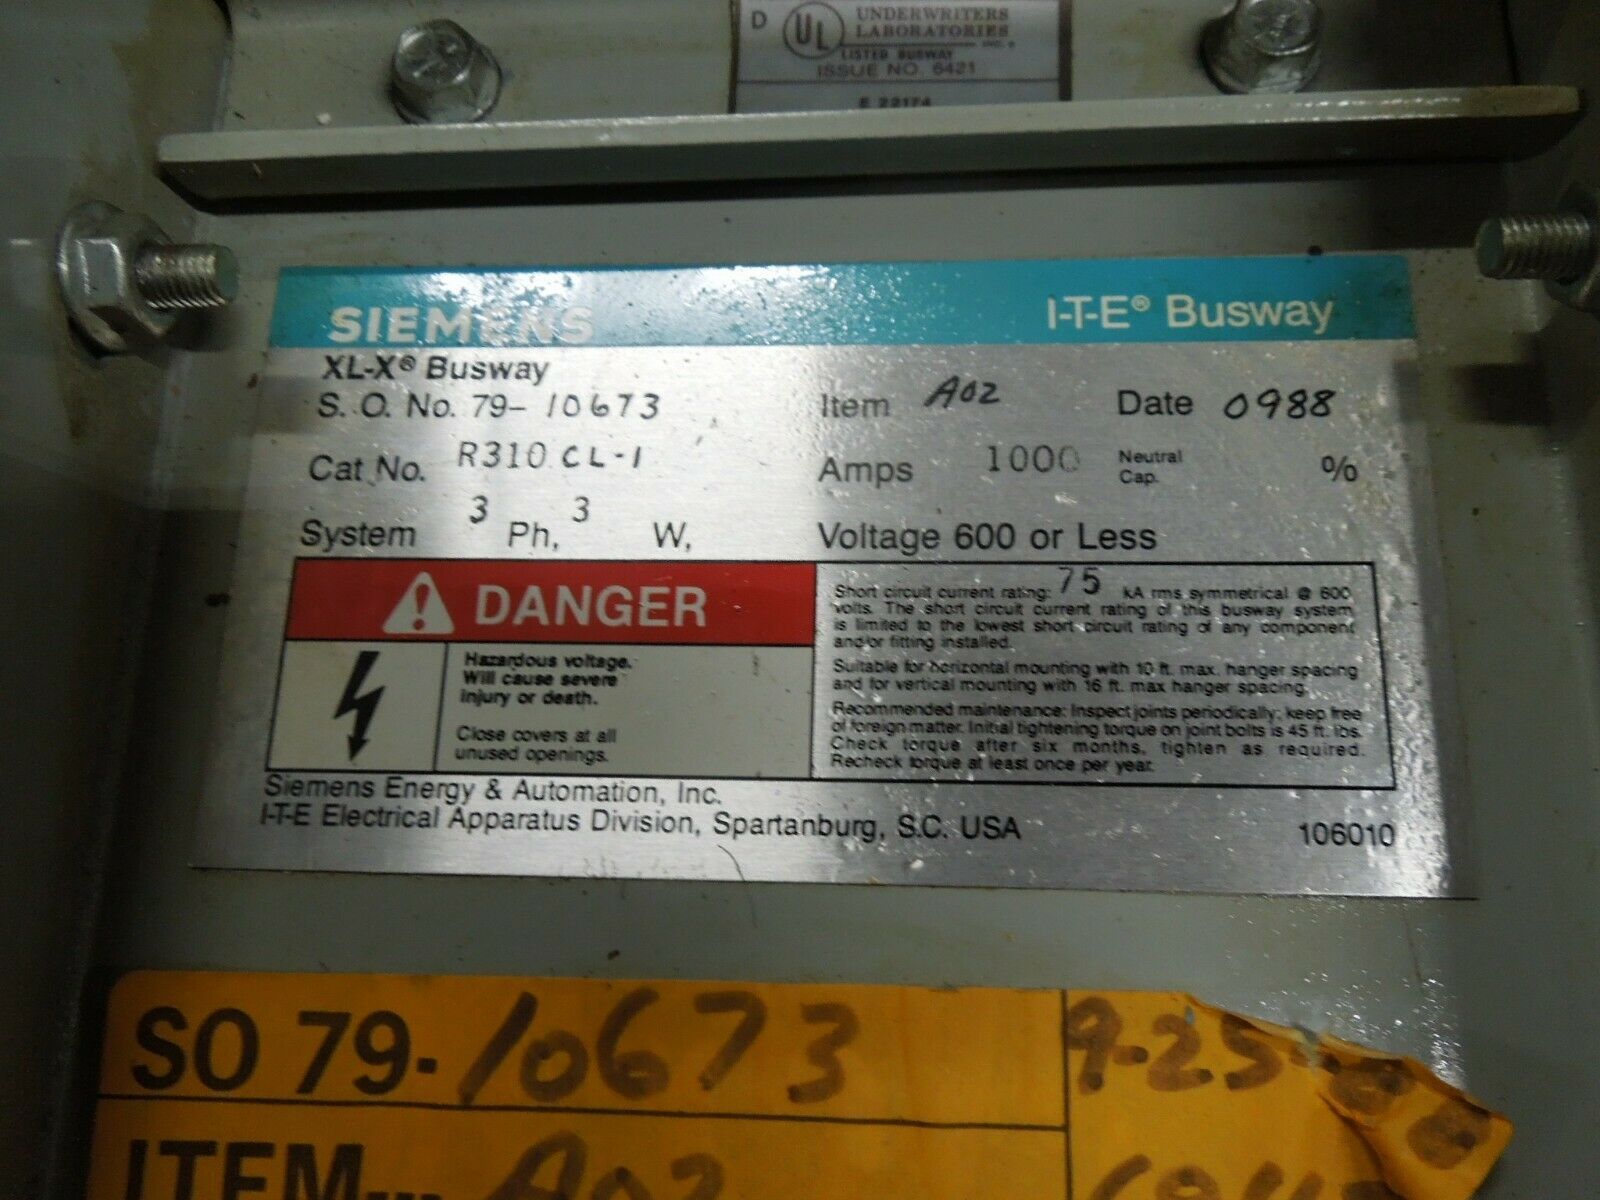 D UL UNDERWRITERS
LABORATORIES
INC. ®
LISTED BUSWAY
ISSUE NO. 6421
E 22174
SIEMENS I-T-E® Busway
XL-X® Busway
S. O. No. 79- 10673 Item A02 Date 0988
Cat No. R310 CL-1 Amps 1000 Neutral Cap. %
System 3 Ph, 3 W, Voltage 600 or Less
DANGER
Hazardous voltage.
Will cause severe
injury or death.
Close covers at all
unused openings.
Short circuit current rating: 75 kA rms symmetrical @ 600
volts. The short circuit current rating of this busway system
is limited to the lowest short circuit rating of any component
and/or fitting installed.
Suitable for horizontal mounting with 10 ft. max. hanger spacing
and for vertical mounting with 16 ft. max hanger spacing.
Recommended maintenance: Inspect joints periodically; keep free
of foreign matter. Initial tightening torque on joint bolts is 45 ft. lbs.
Check torque after six months, tighten as required.
Recheck torque at least once per year.
Siemens Energy & Automation, Inc.
I-T-E Electrical Apparatus Division, Spartanburg, S.C. USA 106010
SO 79-10673 9-25-
ITEM... A02